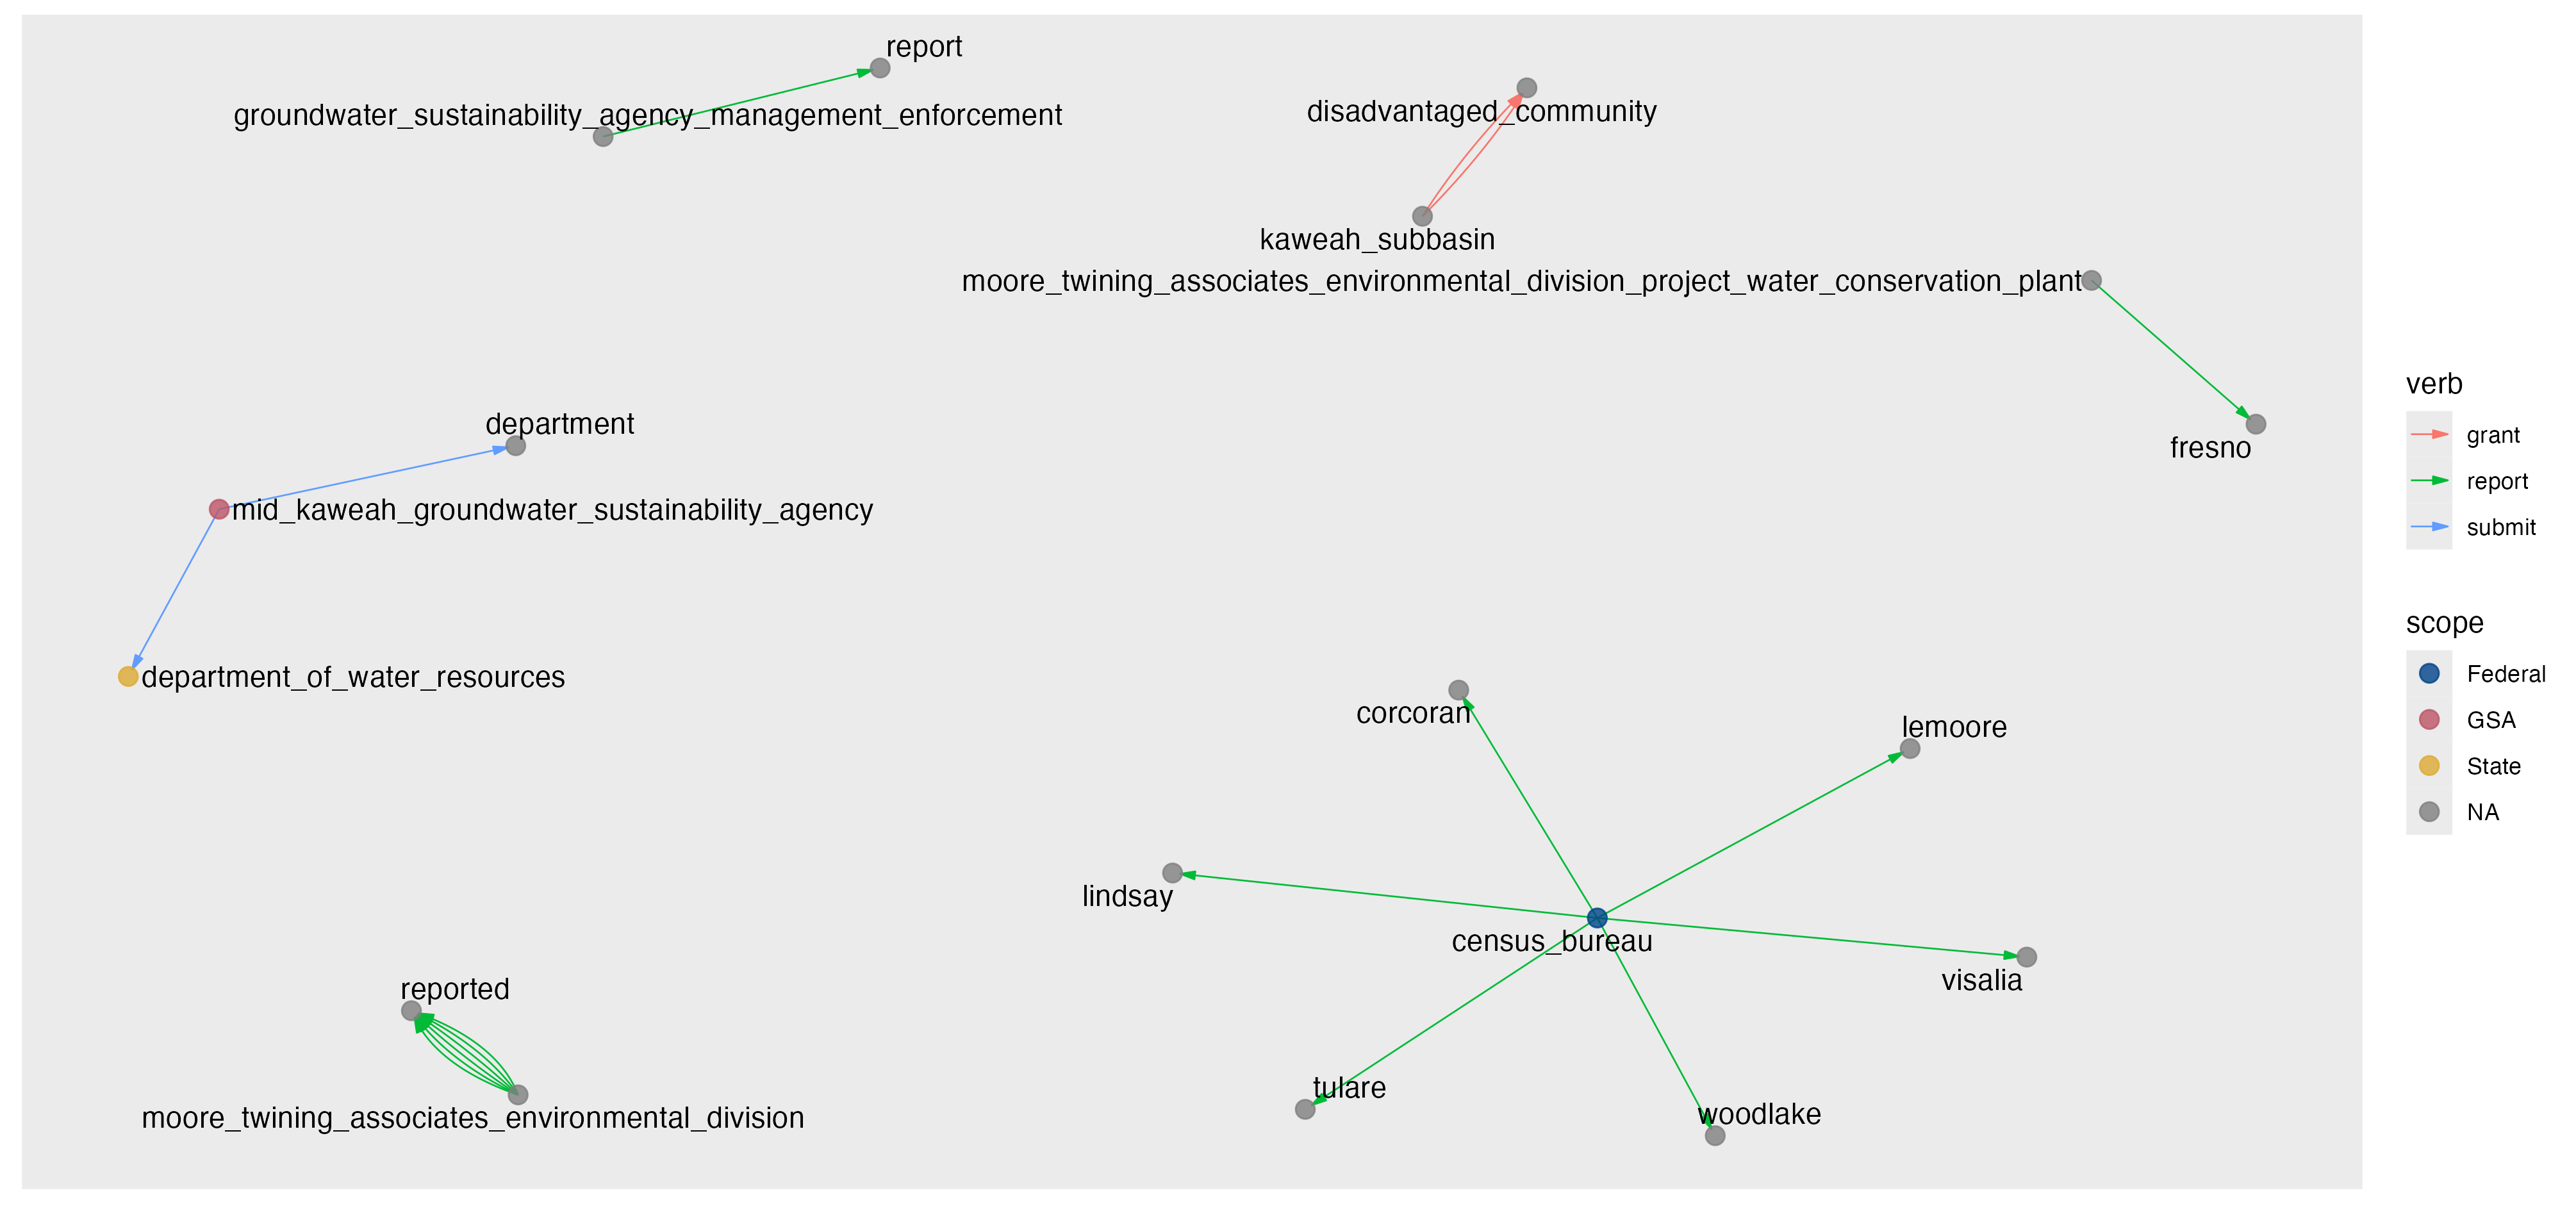 report
groundwater_sustainability_agency_management_enforcement
disadvantaged_community
kaweah_subbasin
moore_twining_associates_environmental_division_project_water_conservation_plant
fresno
department
mid_kaweah_groundwater_sustainability_agency
department_of_water_resources
corcoran
lemoore
lindsay
census_bureau
visalia
reported
tulare
woodlake
moore_twining_associates_environmental_division
verb
grant
report
submit
scope
Federal
GSA
State
NA